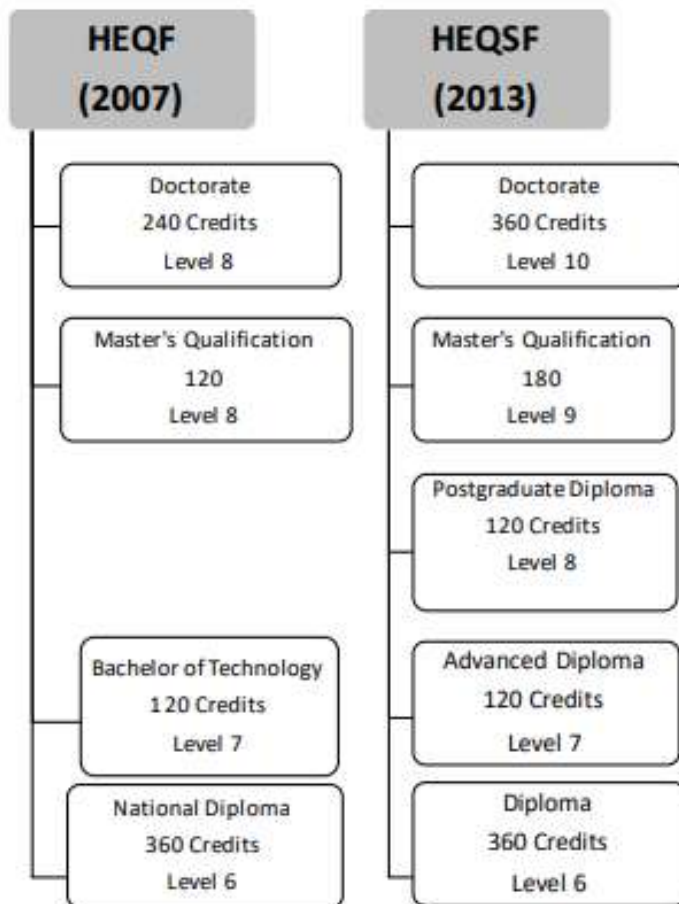 HEQF
(2007)
Doctorate
240 Credits
Level 8
Master's Qualification
120
Level 8
Bachelor of Technology
120 Credits
Level 7
National Diploma
360 Credits
Level 6
HEQSF
(2013)
Doctorate
360 Credits
Level 10
Master's Qualification
180
Level 9
Postgraduate Diploma
120 Credits
Level 8
Advanced Diploma
120 Credits
Level 7
Diploma
360 Credits
Level 6